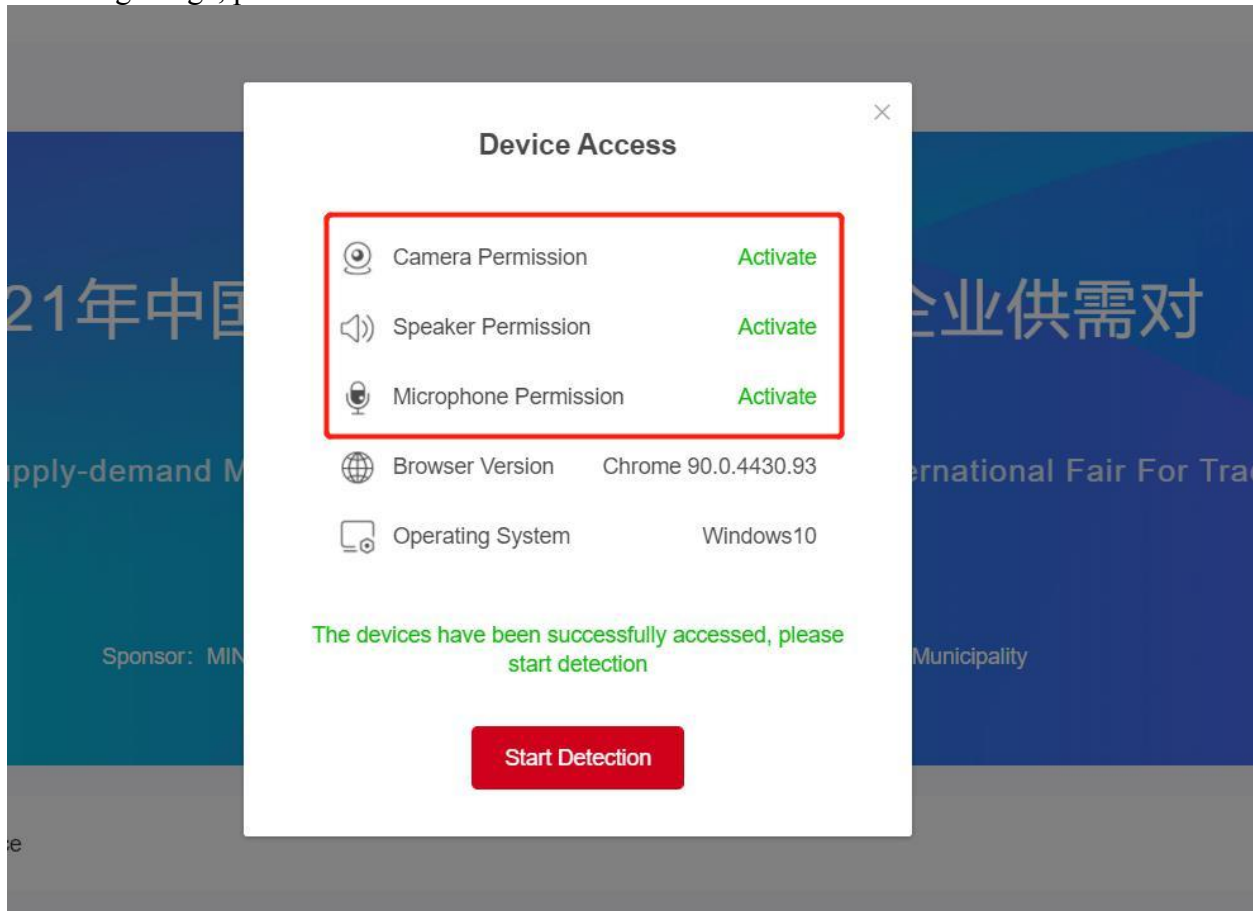 Device Access
Camera Permission Activate
21年中国
企业供需对
Speaker Permission Activate
Microphone Permission Activate
Browser Version Chrome 90.0.4430.93
pply-demand M
ernational Fair For Tra
Operating System Windows10
The devices have been successfully accessed, please
start detection
Sponsor: MIN
Municipality
Start Detection